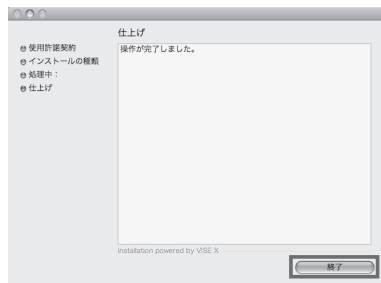 仕上げ
使用許諾契約
インストールの種類
処理中：
仕上げ
操作が完了しました。
Installation powered by VISE X
終了